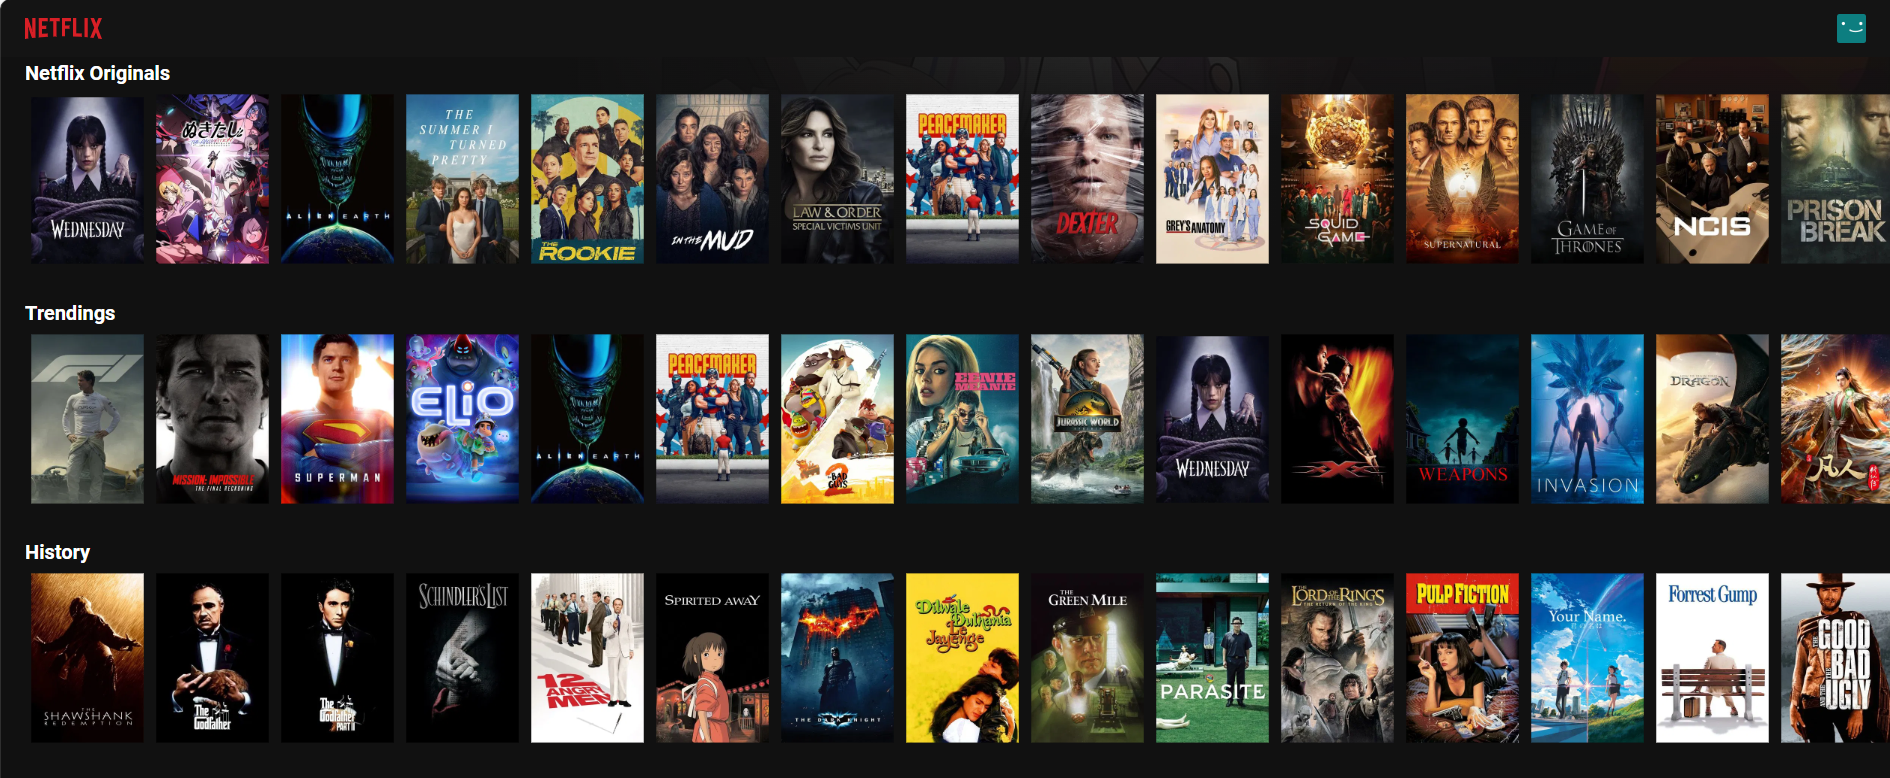 NETFLIX
Netflix Originals
WEDNESDAY
ぬきたし
ALIEN EARTH
THE
SUMMER I
TURNED
PRETTY
THE
ROOKIE
IN THE MUD
LAW & ORDER
SPECIAL VICTIMS UNIT
PEACEMAKER
DEXTER
GREY'S ANATOMY
SQUID
GAME
SUPERNATURAL
GAME OF
THRONES
NCIS
PRISON
BREAK
Trendings
F1
MISSION: IMPOSSIBLE
THE FINAL RECKONING
SUPERMAN
ELIO
ALIEN EARTH
PEACEMAKER
THE BAD GUYS
2
EENIE
MEANIE
JURASSIC WORLD
WEDNESDAY
xXx
WEAPONS
INVASION
DRAGON
凡人
History
THE
SHAWSHANK
REDEMPTION
The
Godfather
The
Godfather
PART II
SCHINDLER'S LIST
12
ANGRY
MEN
SPIRITED AWAY
THE DARK KNIGHT
Dilwale
Dulhania
Le
Jayenge
THE
GREEN MILE
PARASITE
THE
LORD OF THE RINGS
THE RETURN OF THE KING
PULP FICTION
Your Name.
君の名は。
Forrest Gump
THE
GOOD
THE BAD
AND THE UGLY